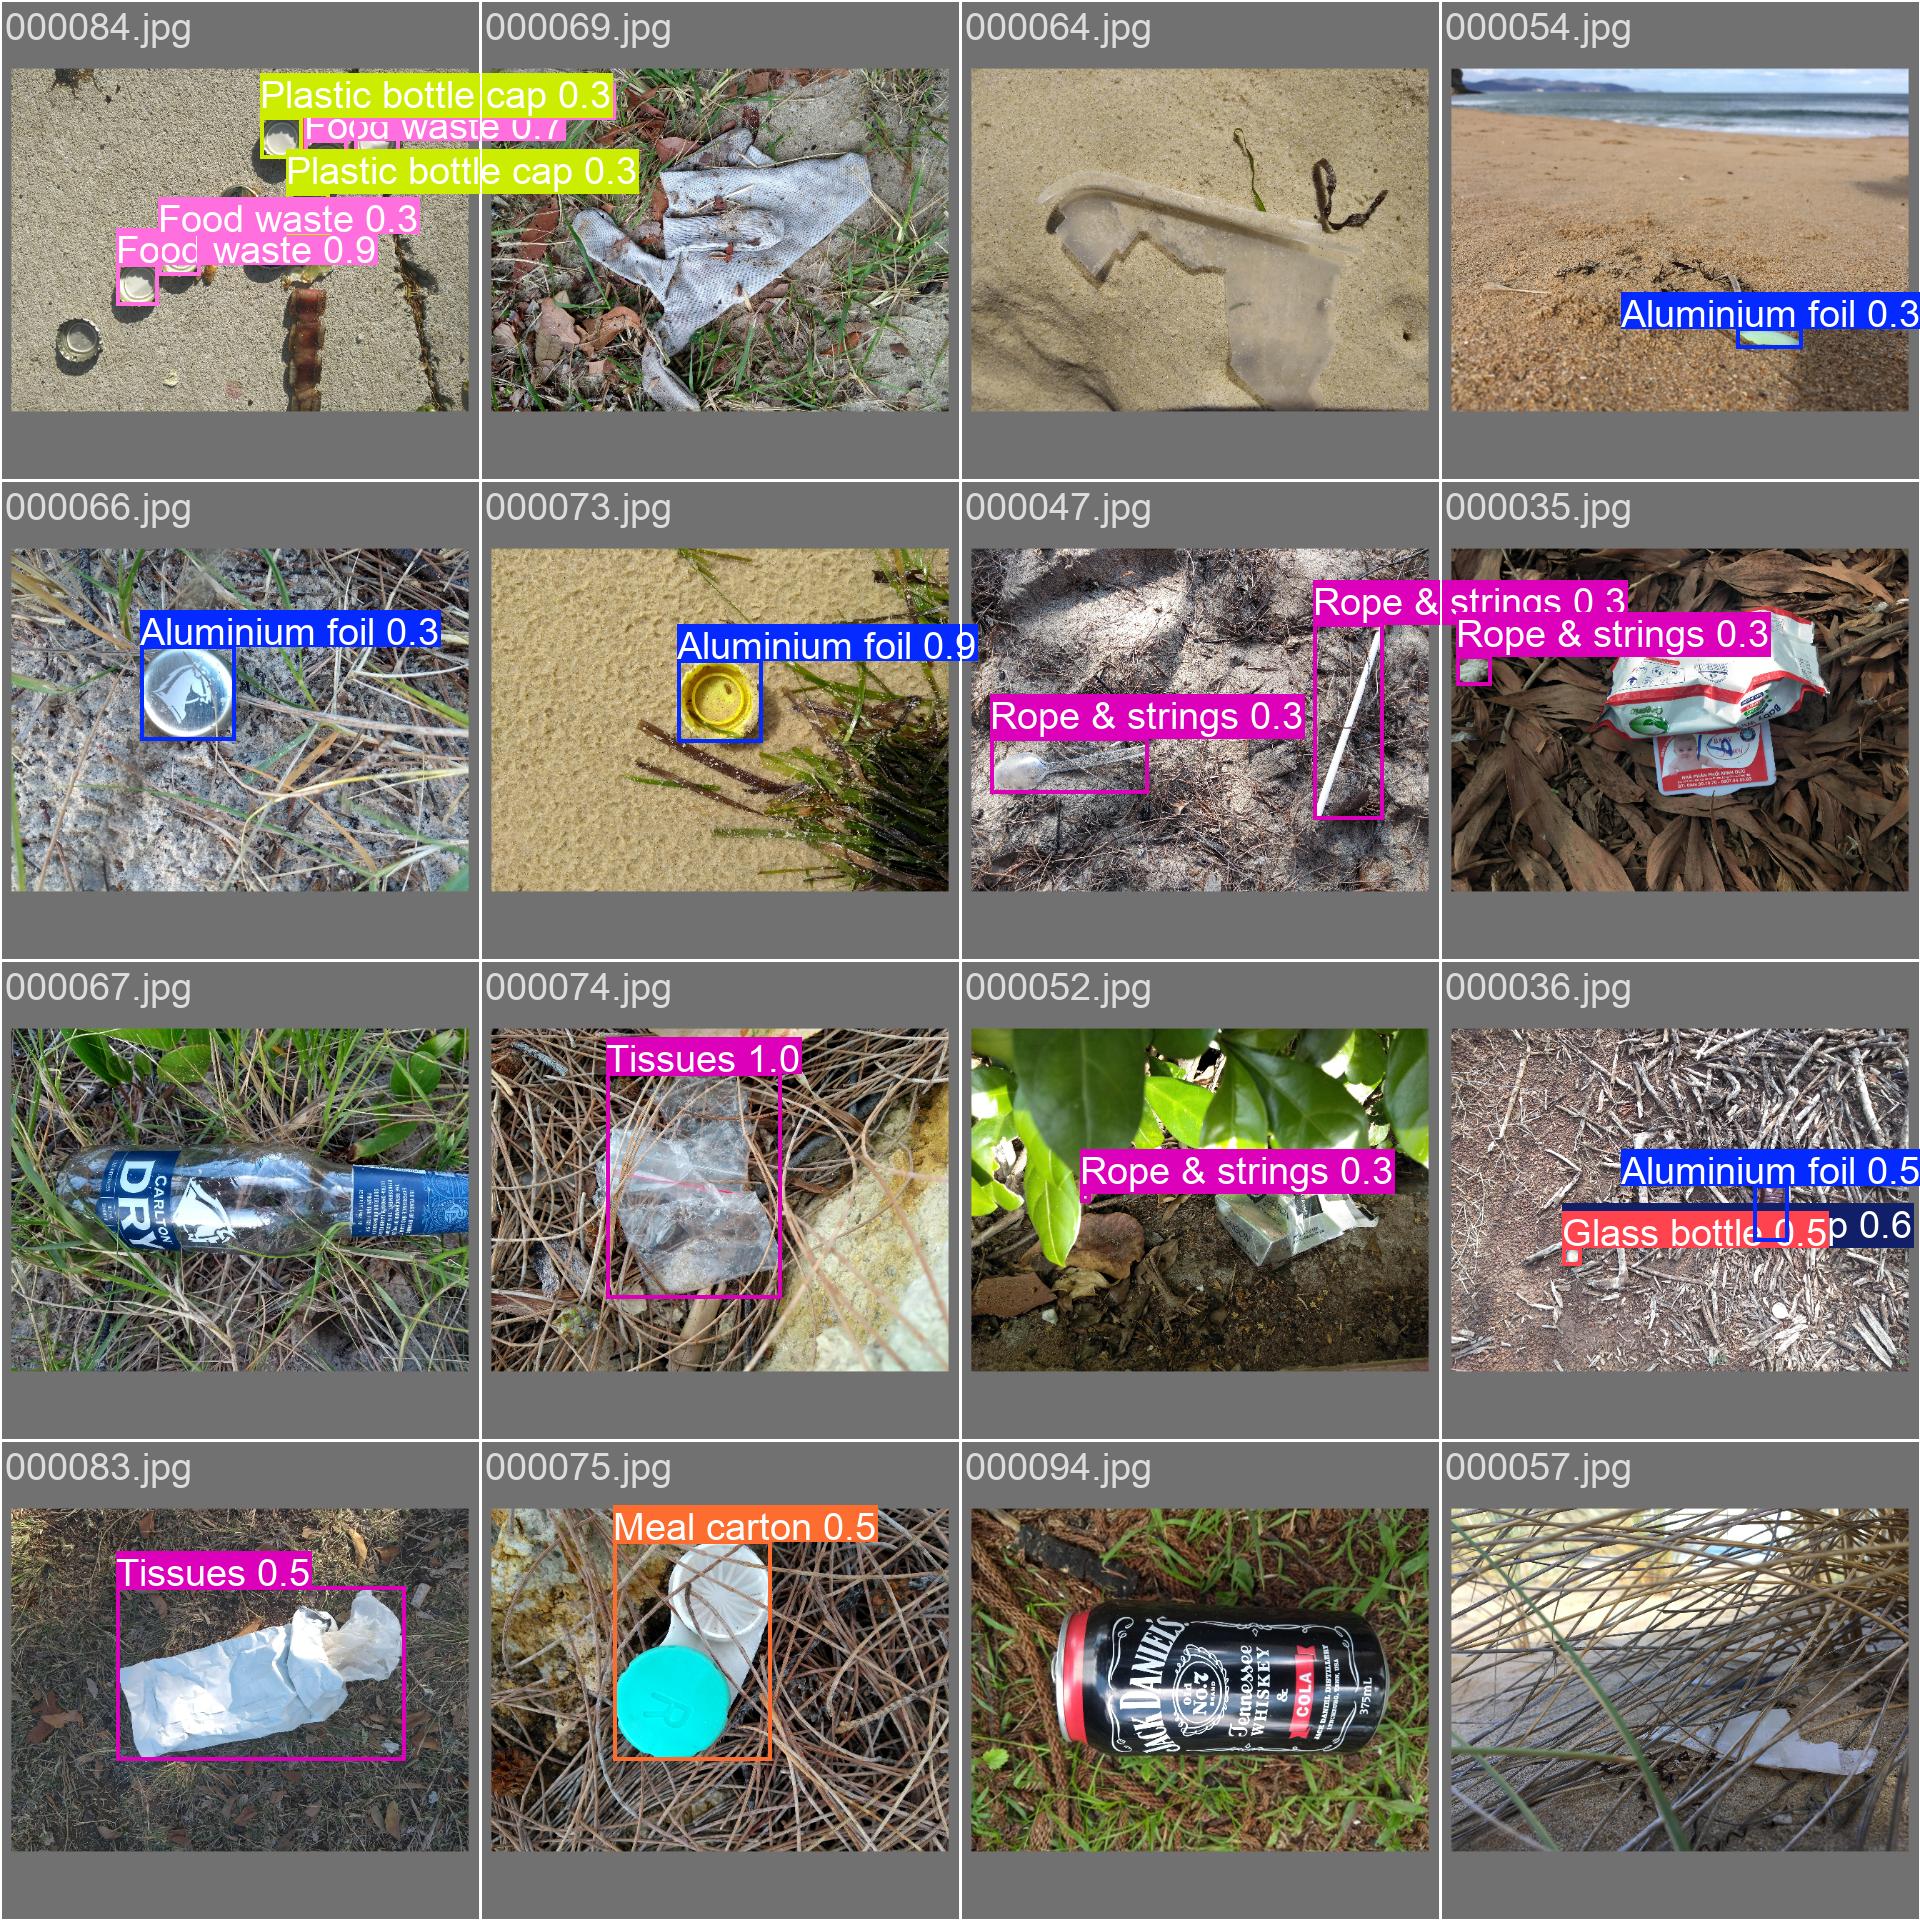 000084.jpg
Plastic bottle cap 0.3
Food waste 0.7
Plastic bottle cap 0.3
Food waste 0.3
Food waste 0.9
000069.jpg
000064.jpg
000054.jpg
Aluminium foil 0.3
000066.jpg
Aluminium foil 0.3
000073.jpg
Aluminium foil 0.9
000047.jpg
Rope & strings 0.3
Rope & strings 0.3
000035.jpg
Rope & strings 0.3
000067.jpg
CARLTON
DRY
000074.jpg
Tissues 1.0
000052.jpg
Rope & strings 0.3
000036.jpg
Aluminium foil 0.5
p 0.6
Glass bottle 0.5
000083.jpg
Tissues 0.5
000075.jpg
Meal carton 0.5
R
000094.jpg
JACK DANIEL'S
OLD
No.7
BRAND
Tennessee
WHISKEY
&
COLA
JACK DANIEL DISTILLERY
375mL
000057.jpg